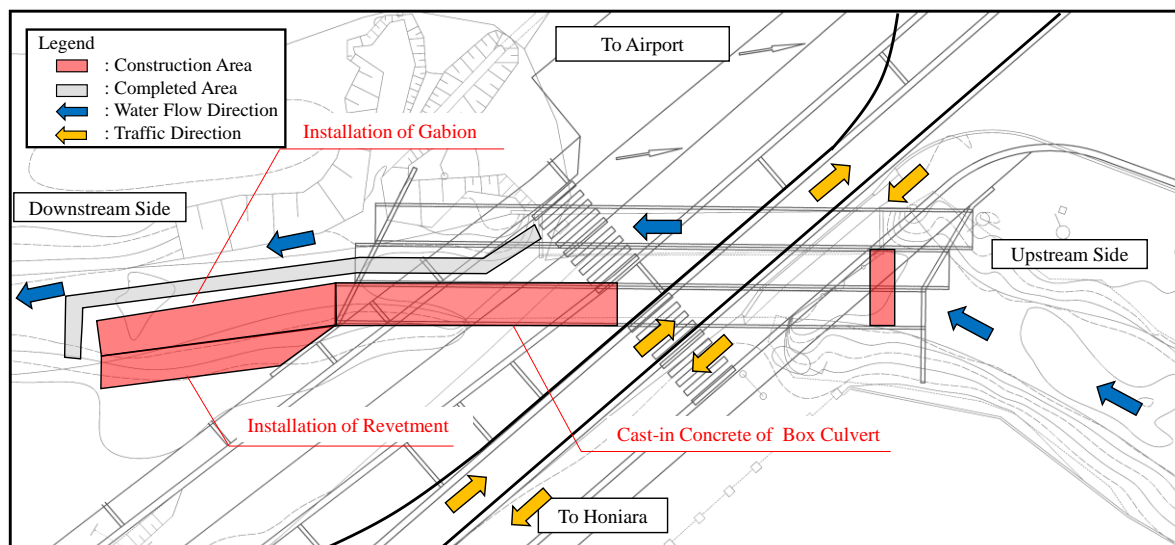 Legend
: Construction Area
: Completed Area
: Water Flow Direction
: Traffic Direction
To Airport
Installation of Gabion
Downstream Side
Upstream Side
Installation of Revetment
Cast-in Concrete of Box Culvert
To Honiara